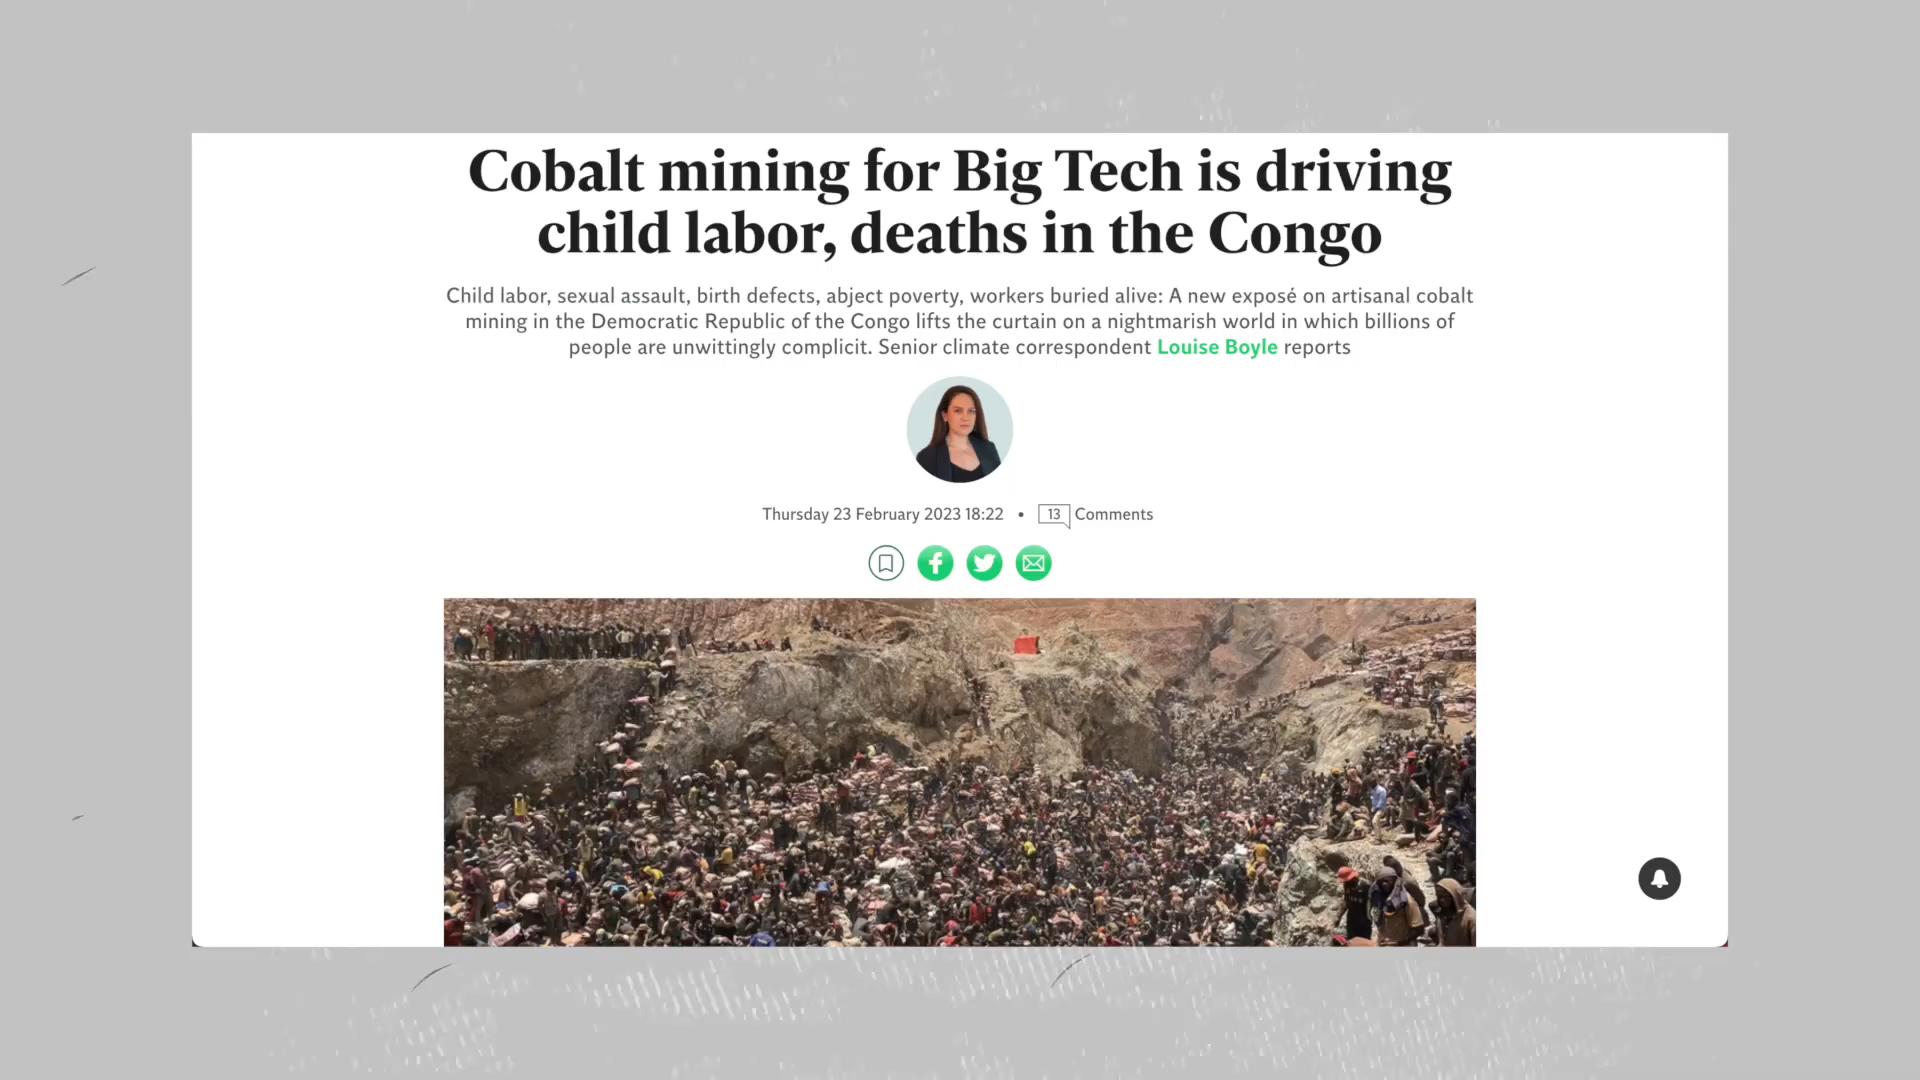 Cobalt mining for Big Tech is driving
child labor, deaths in the Congo
Child labor, sexual assault, birth defects, abject poverty, workers buried alive: A new exposé on artisanal cobalt
mining in the Democratic Republic of the Congo lifts the curtain on a nightmarish world in which billions of
people are unwittingly complicit. Senior climate correspondent Louise Boyle reports
Thursday 23 February 2023 18:22 • 13 Comments